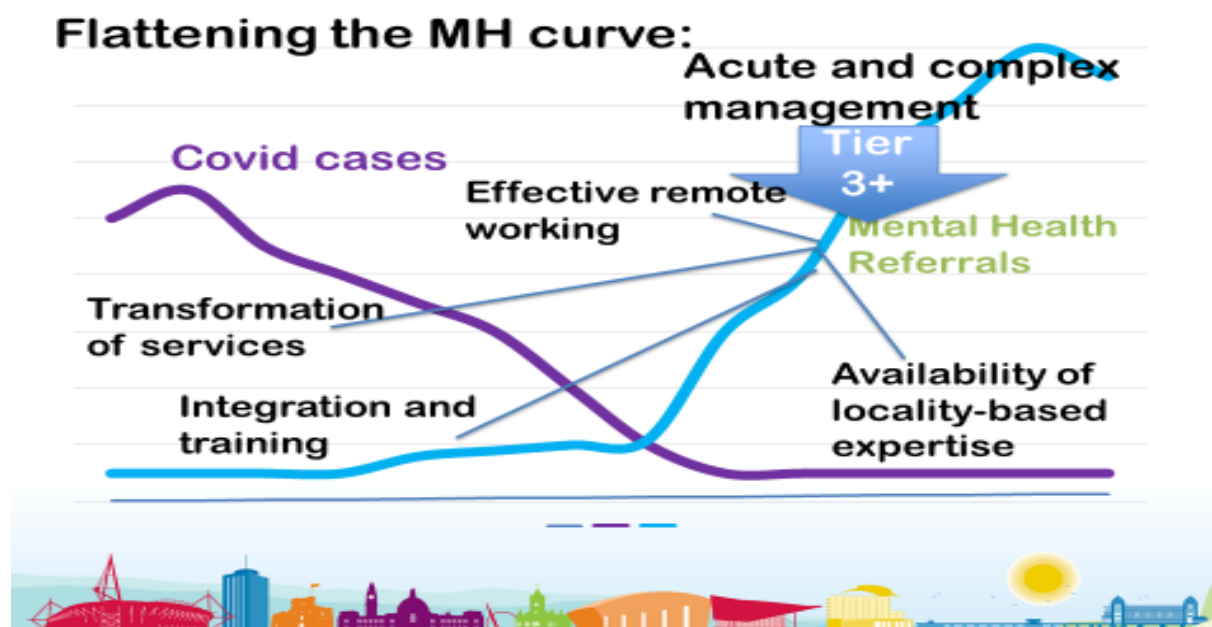 Flattening the MH curve:
Acute and complex
management
Tier
3+
Covid cases
Effective remote
working
Mental Health
Referrals
Transformation
of services
Integration and
training
Availability of
locality-based
expertise